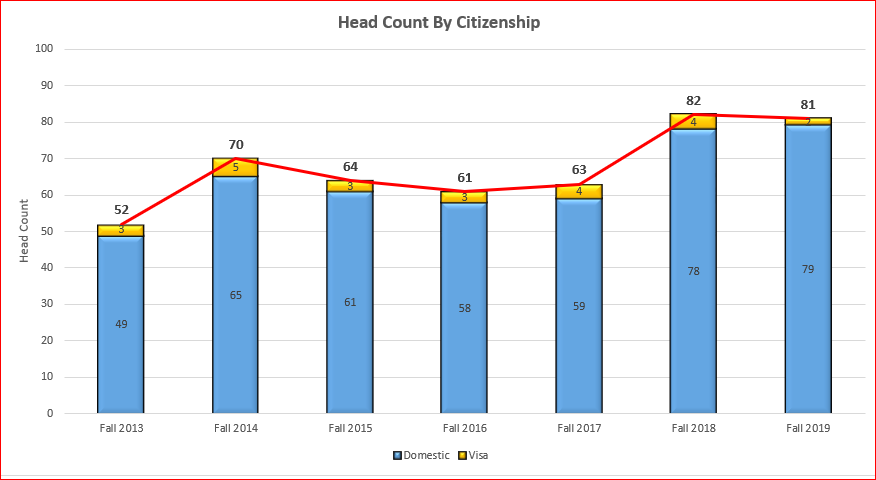 Head Count By Citizenship
100
90
80
70
60
50
40
30
20
10
0
Head Count
52
70
64
61
63
82
81
3
5
3
3
4
4
2
49
65
61
58
59
78
79
Fall 2013
Fall 2014
Fall 2015
Fall 2016
Fall 2017
Fall 2018
Fall 2019
Domestic
Visa